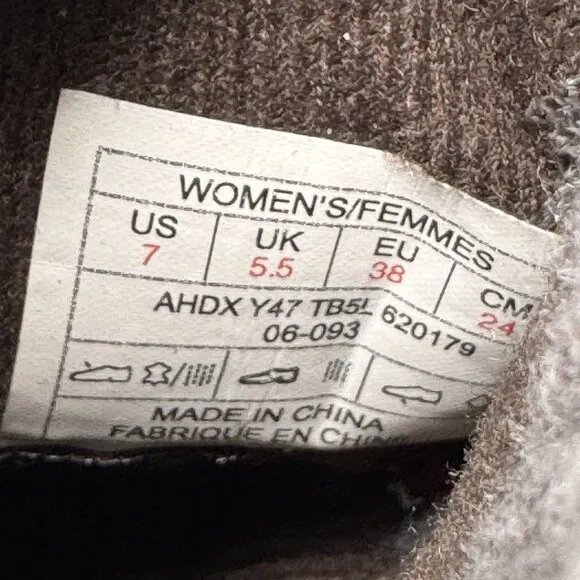 WOMEN'S/FEMMES
US UK EU CM
7 5.5 38 24
AHDX Y47 TB5L 620179
06-093
MADE IN CHINA
FABRIQUE EN CHIN